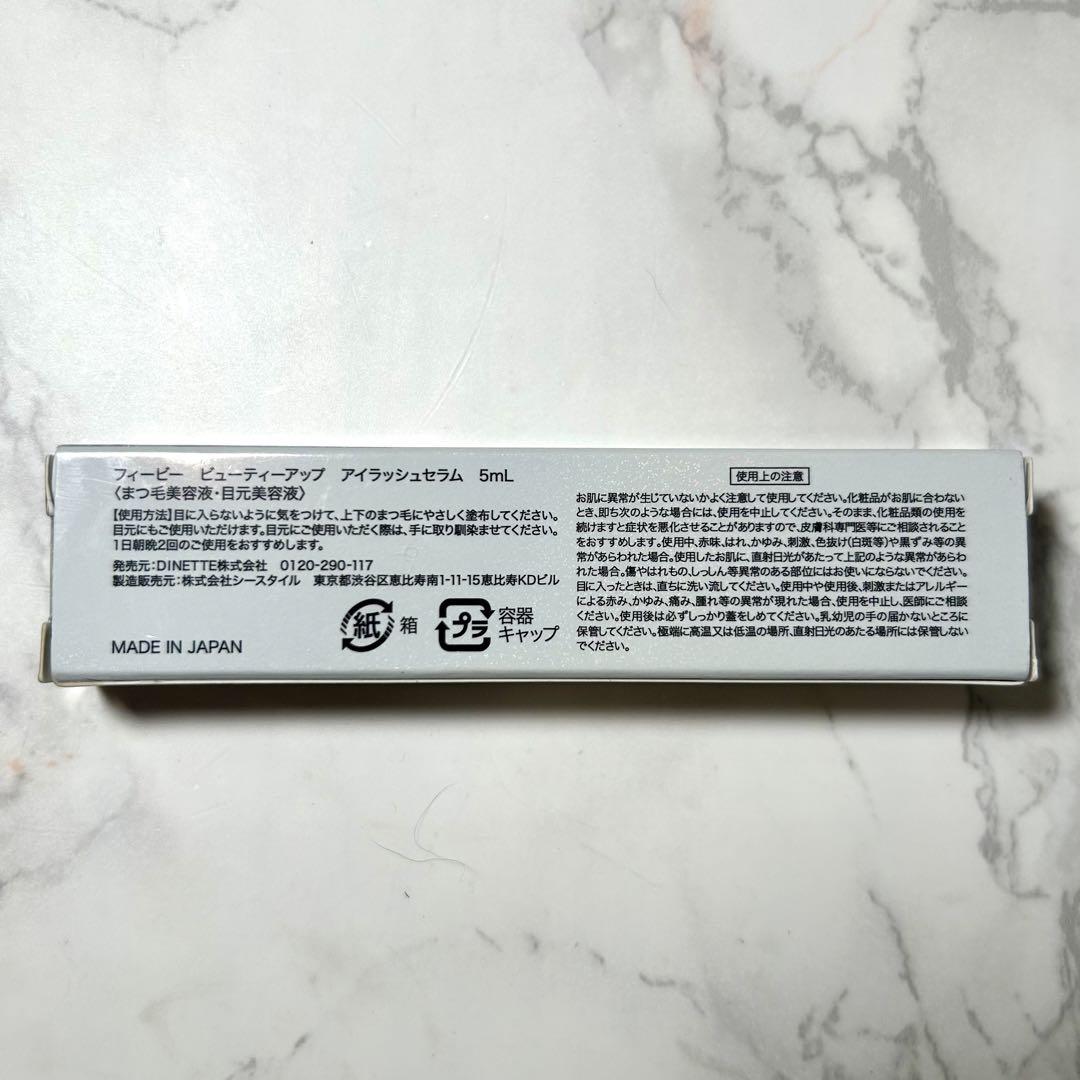 フィービー ビューティーアップ アイラッシュセラム 5mL
〈まつ毛美容液・目元美容液〉
【使用方法】目に入らないように気をつけて、上下のまつ毛にやさしく塗布してください。
目元にもご使用いただけます。目元にご使用いただく際は、手に取り馴染ませてください。
1日朝晩2回のご使用をおすすめします。
発売元:DINETTE株式会社 0120-290-117
製造販売元:株式会社シースタイル 東京都渋谷区恵比寿南1-11-15恵比寿KDビル
紙 箱
プラ 容器
キャップ
MADE IN JAPAN
使用上の注意
お肌に異常が生じていないかよく注意して使用してください。化粧品がお肌に合わない
とき、即ち次のような場合には、使用を中止してください。そのまま、化粧品類の使用を
続けますと症状を悪化させることがありますので、皮膚科専門医等にご相談されること
をおすすめします。使用中、赤味、はれ、かゆみ、刺激、色抜け(白斑等)や黒ずみ等の異
常があらわれた場合。使用したお肌に、直射日光があたって上記のような異常があらわ
れた場合。傷やはれもの、しっしん等異常のある部位にはお使いにならないでください。
目に入ったときは、直ちに洗い流してください。使用中や使用後、刺激またはアレルギー
による赤み、かゆみ、痛み、腫れ等の異常が現れた場合、使用を中止し、医師にご相談
ください。使用後は必ずしっかり蓋をしめてください。乳幼児の手の届かないところに
保管してください。極端に高温又は低温の場所、直射日光のあたる場所には保管しない
でください。